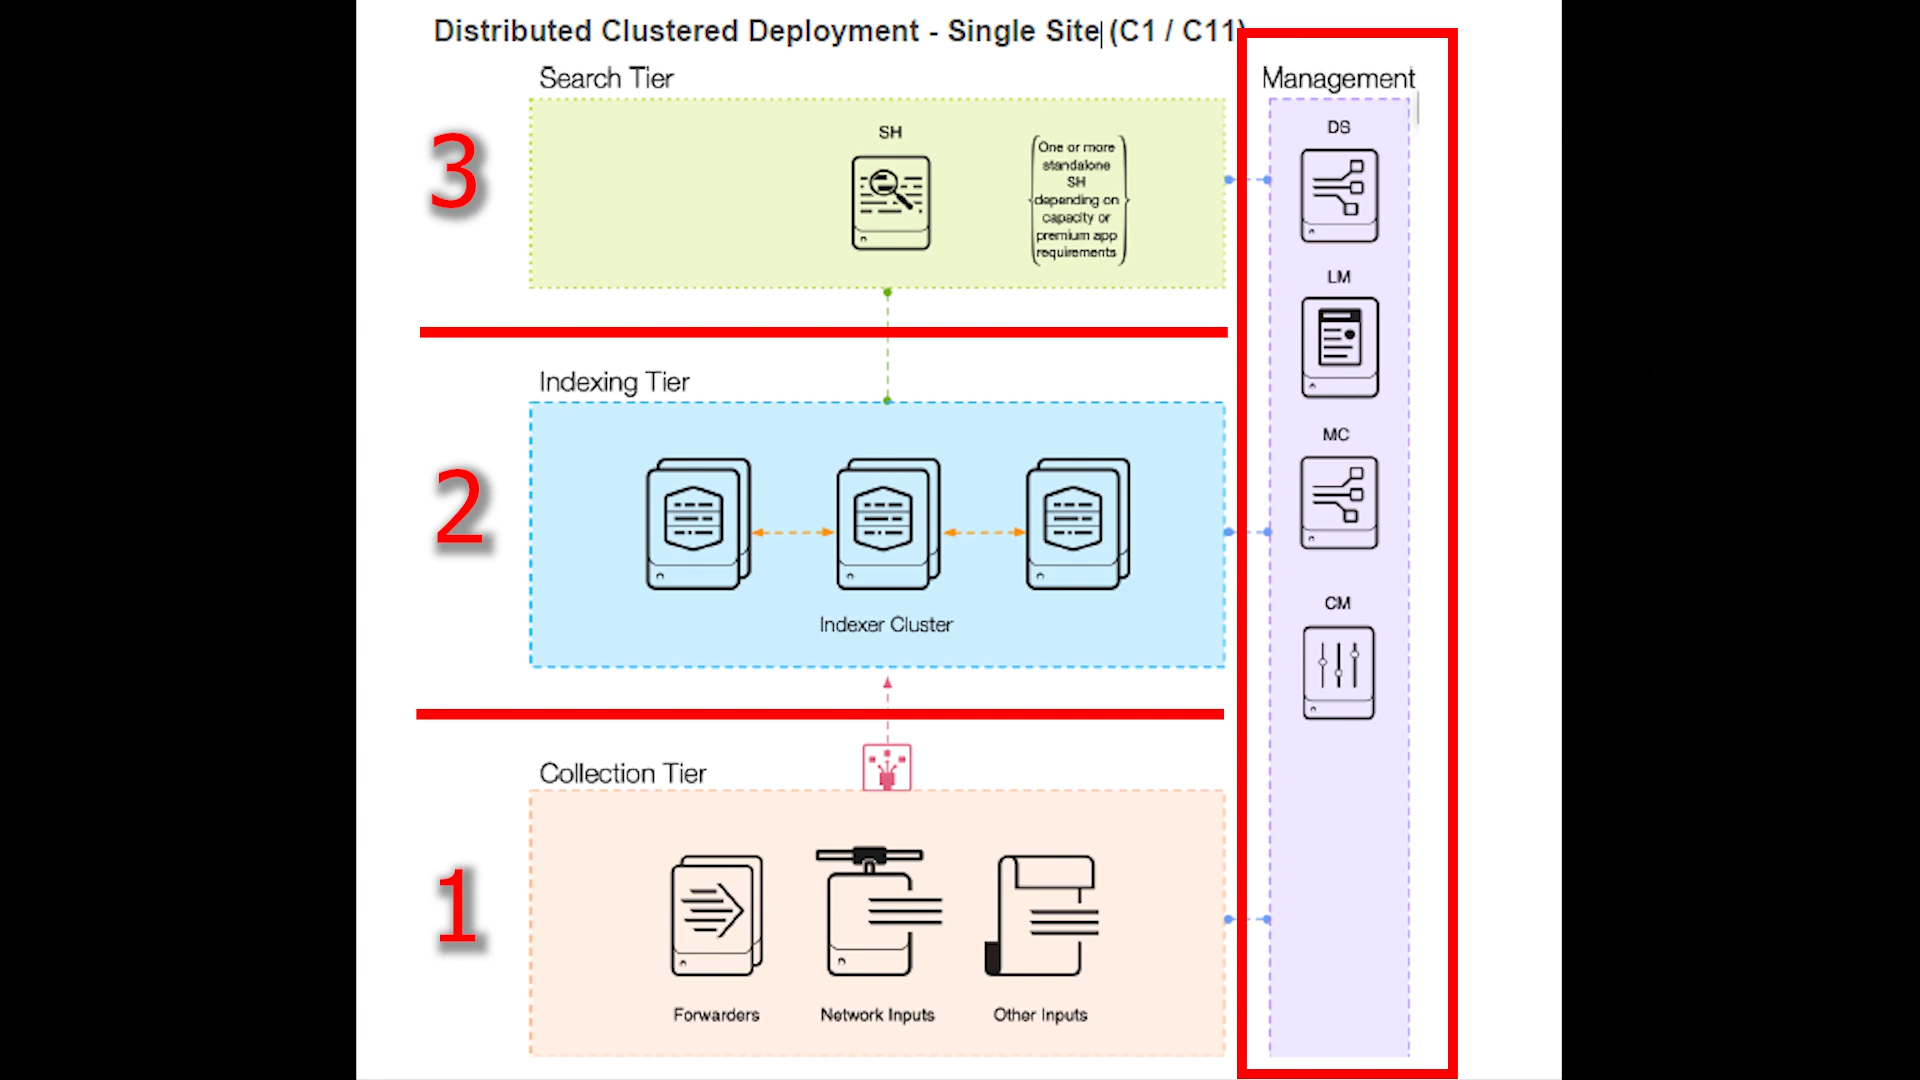 Distributed Clustered Deployment - Single Site (C1 / C11)
Search Tier
Management
3
SH
One or more
standalone
SH
depending on
capacity or
premium app
requirements
DS
LM
Indexing Tier
MC
2
Indexer Cluster
CM
Collection Tier
1
Forwarders
Network Inputs
Other Inputs